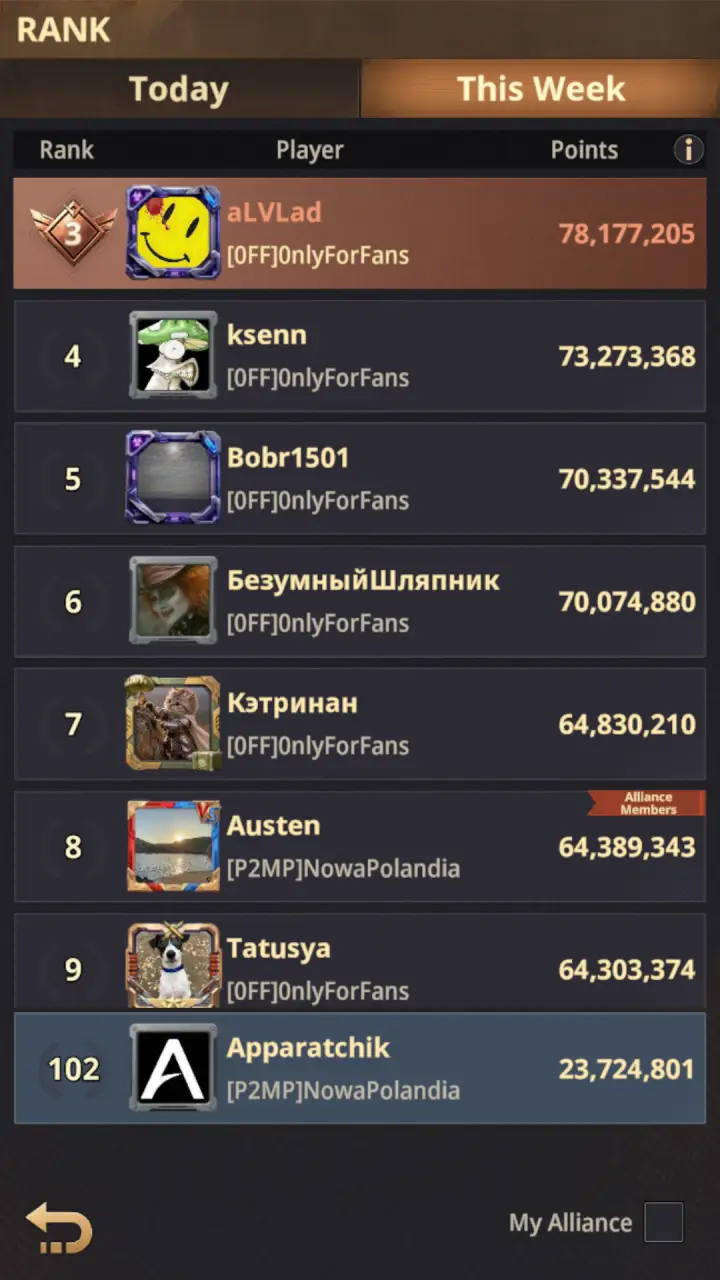 RANK
Today
This Week
Rank
Player
Points
3
aLVLad
[0FF]0nlyForFans
78,177,205
4
ksenn
[0FF]0nlyForFans
73,273,368
5
Bobr1501
[0FF]0nlyForFans
70,337,544
6
БезумныйШляпник
[0FF]0nlyForFans
70,074,880
7
Кэтринан
[0FF]0nlyForFans
64,830,210
Alliance
Members
8
Austen
[P2MP]NowaPolandia
64,389,343
9
Tatusya
[0FF]0nlyForFans
64,303,374
102
Apparatchik
[P2MP]NowaPolandia
23,724,801
My Alliance